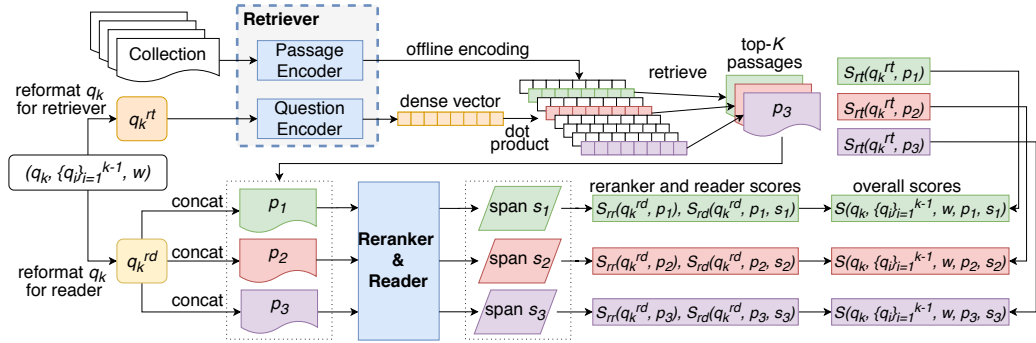 Retriever
Collection
Passage
Encoder
offline encoding
top-K
passages
retrieve
S_rt(q_k^rt, p_1)
reformat q_k
for retriever
q_k^rt
Question
Encoder
dense vector
dot
product
p_3
S_rt(q_k^rt, p_2)
S_rt(q_k^rt, p_3)
(q_k, {q_i}_{i=1}^{k-1}, w)
concat
p_1
span s_1
reranker and reader scores
overall scores
S_rr(q_k^rd, p_1), S_rd(q_k^rd, p_1, s_1)
S(q_k, {q_i}_{i=1}^{k-1}, w, p_1, s_1)
reformat q_k
for reader
q_k^rd
concat
p_2
Reranker
&
Reader
span s_2
S_rr(q_k^rd, p_2), S_rd(q_k^rd, p_2, s_2)
S(q_k, {q_i}_{i=1}^{k-1}, w, p_2, s_2)
concat
p_3
span s_3
S_rr(q_k^rd, p_3), S_rd(q_k^rd, p_3, s_3)
S(q_k, {q_i}_{i=1}^{k-1}, w, p_3, s_3)